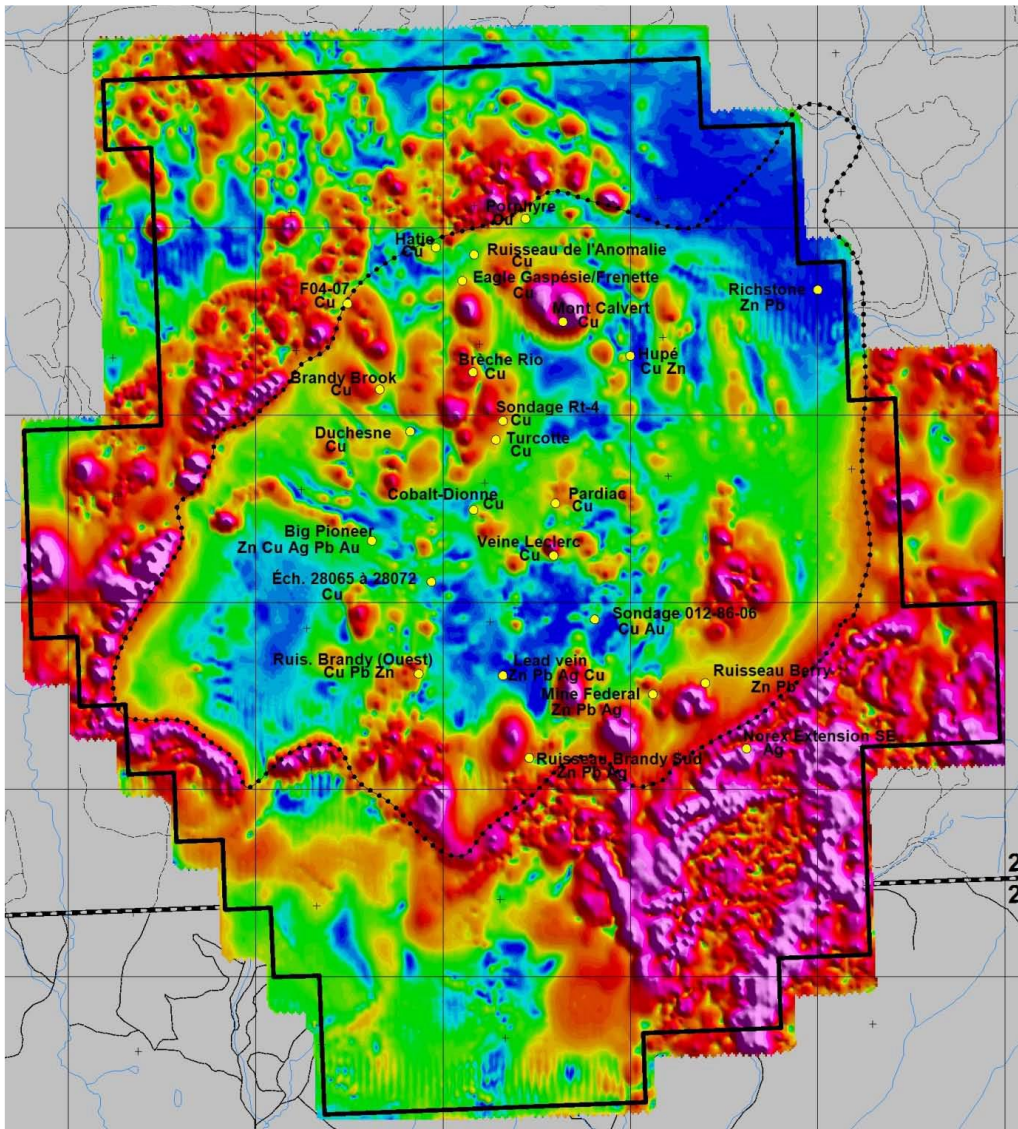 Porphyre
Cu
Hatie
Cu
Ruisseau de l'Anomalie
Cu
Eagle Gaspésie/Frenette
Cu
F04-07
Cu
Richstone
Zn Pb
Mont Calvert
Cu
Hupé
Cu Zn
Brèche Rio
Cu
Brandy Brook
Cu
Sondage Rt-4
Cu
Duchesne
Cu
Turcotte
Cu
Cobalt-Dionne
Cu
Pardiac
Cu
Big Pioneer
Zn Cu Ag Pb Au
Veine Leclerc
Cu
Éch. 28065 à 28072
Cu
Sondage 012-86-06
Cu Au
Ruis. Brandy (Ouest)
Cu Pb Zn
Lead vein
Zn Pb Ag Cu
Ruisseau Berry
Zn Pb
Mine Federal
Zn Pb Ag
Norex Extension SE
Ag
Ruisseau Brandy Sud
Zn Pb Ag
2
2